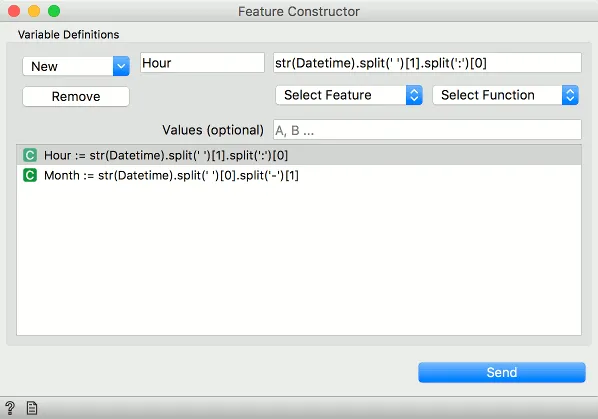 Feature Constructor
Variable Definitions
New Hour str(Datetime).split(' ')[1].split(':')[0]
Remove Select Feature Select Function
Values (optional) A, B ...
C Hour := str(Datetime).split(' ')[1].split(':')[0]
C Month := str(Datetime).split(' ')[0].split('-')[1]
Send
?